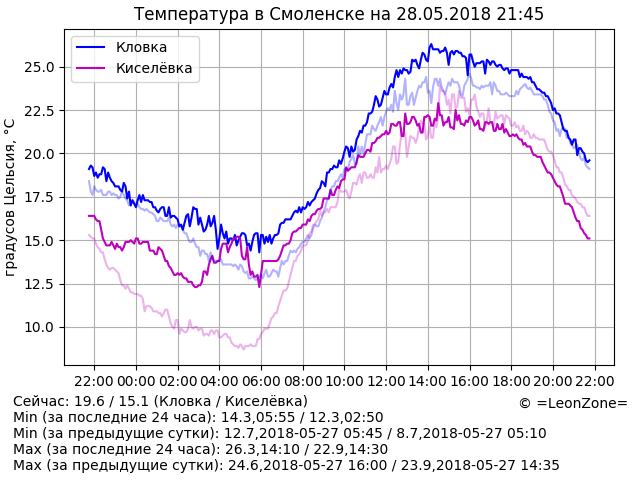 Температура в Смоленске на 28.05.2018 21:45
Кловка
Киселёвка
градусов Цельсия, °C
25.0
22.5
20.0
17.5
15.0
12.5
10.0
22:00 00:00 02:00 04:00 06:00 08:00 10:00 12:00 14:00 16:00 18:00 20:00 22:00
Сейчас: 19.6 / 15.1 (Кловка / Киселёвка)
© =LeonZone=
Min (за последние 24 часа): 14.3,05:55 / 12.3,02:50
Min (за предыдущие сутки): 12.7,2018-05-27 05:45 / 8.7,2018-05-27 05:10
Max (за последние 24 часа): 26.3,14:10 / 22.9,14:30
Max (за предыдущие сутки): 24.6,2018-05-27 16:00 / 23.9,2018-05-27 14:35